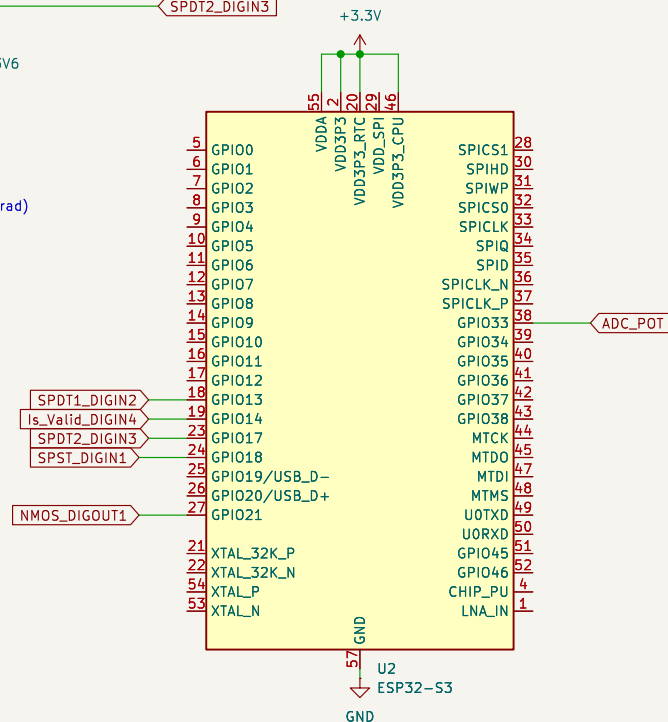 SPDT2_DIGIN3
+3.3V
V6
rad)
55 2 20 29 46
VDDA VDD3P3 VDD3P3_RTC VDD_SPI VDD3P3_CPU
5 GPIO0 SPICS1 28
6 GPIO1 SPIHD 30
7 GPIO2 SPIWP 31
8 GPIO3 SPICS0 32
9 GPIO4 SPICLK 33
10 GPIO5 SPIQ 34
11 GPIO6 SPID 35
12 GPIO7 SPICLK_N 36
13 GPIO8 SPICLK_P 37
14 GPIO9 GPIO33 38 ADC_POT
15 GPIO10 GPIO34 39
16 GPIO11 GPIO35 40
17 GPIO12 GPIO36 41
SPDT1_DIGIN2 18 GPIO13 GPIO37 42
Is_Valid_DIGIN4 19 GPIO14 GPIO38 43
SPDT2_DIGIN3 23 GPIO17 MTCK 44
SPST_DIGIN1 24 GPIO18 MTDO 45
25 GPIO19/USB_D- MTDI 47
26 GPIO20/USB_D+ MTMS 48
NMOS_DIGOUT1 27 GPIO21 U0TXD 49
U0RXD 50
21 XTAL_32K_P GPIO45 51
22 XTAL_32K_N GPIO46 52
54 XTAL_P CHIP_PU 4
53 XTAL_N LNA_IN 1
GND
57
U2
ESP32-S3
GND